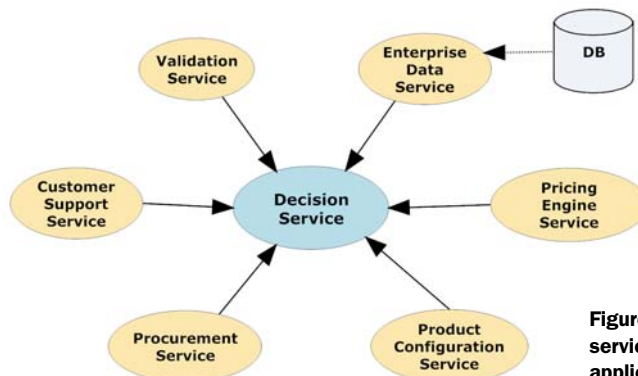 Validation
Service
Enterprise
Data
Service
DB
Customer
Support
Service
Decision
Service
Pricing
Engine
Service
Procurement
Service
Product
Configuration
Service
Figure
servic
applic